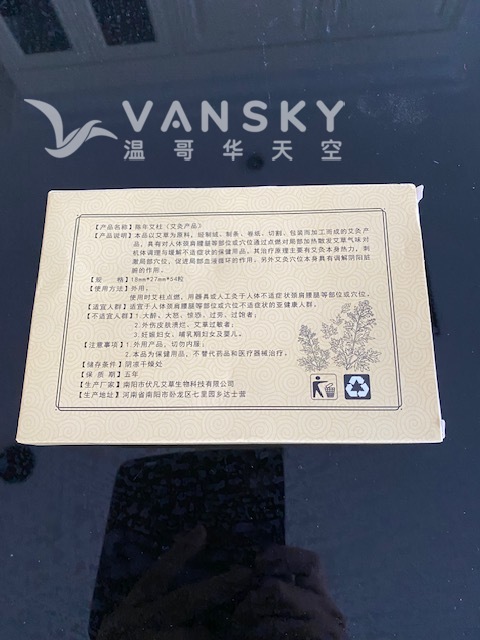 VANSKY
温哥华天空
【产品名称】陈年艾柱（艾灸产品）
【产品说明】本品以艾草为原料，经制绒、制条、卷纸、切割、包装而加工而成的艾灸产
品，具有对人体颈肩腰腿等部位或穴位通过点燃对局部加热散发艾草气味对
机体调理与缓解不适症状的保健用品，其治疗原理主要有艾灸本身热力，刺
激局部穴位，促进局部血液循环的作用。另外艾灸穴位本身具有调解阴阳脏
腑的作用。
【规 格】18mm*27mm*54粒
【使用方法】外用。
使用时艾柱点燃，用器具或人工灸于人体不适症状颈肩腰腿等部位或穴位。
【适宜人群】适宜于人体颈肩腰腿等部位或穴位不适症状的亚健康人群。
【不适宜人群】1.大醉、大怒、惊恐、过劳、过饱者；
2.外伤皮肤溃烂、艾草过敏者；
3.妊娠妇女、哺乳期妇女及婴儿。
【注意事项】1.外用产品，切勿内服；
2.本品为保健用品，不替代药品和医疗器械治疗。
【储存条件】阴凉干燥处
【保 质 期】五年
【生产厂家】南阳市伏凡艾草生物科技有限公司
【生产地址】河南省南阳市卧龙区七里园乡达士营